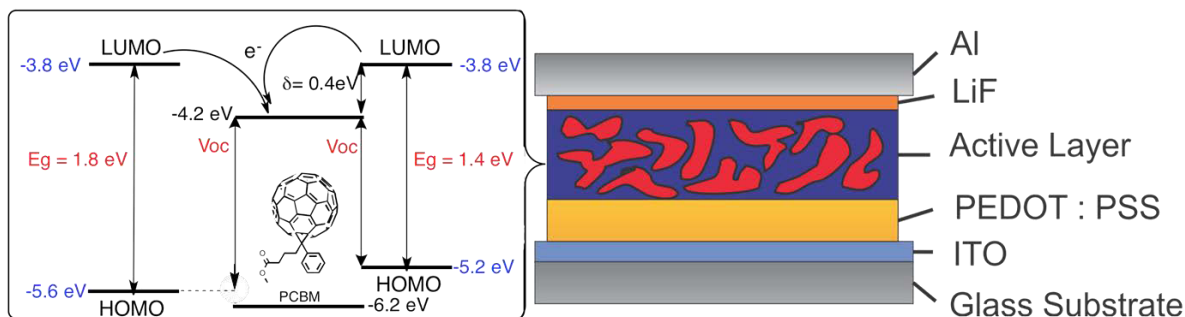 LUMO
-3.8 eV
Eg = 1.8 eV
-5.6 eV
HOMO
e-
δ= 0.4eV
-4.2 eV
Voc
Voc
PCBM
-6.2 eV
LUMO
-3.8 eV
Eg = 1.4 eV
-5.2 eV
HOMO
O
O
Al
LiF
Active Layer
PEDOT : PSS
ITO
Glass Substrate